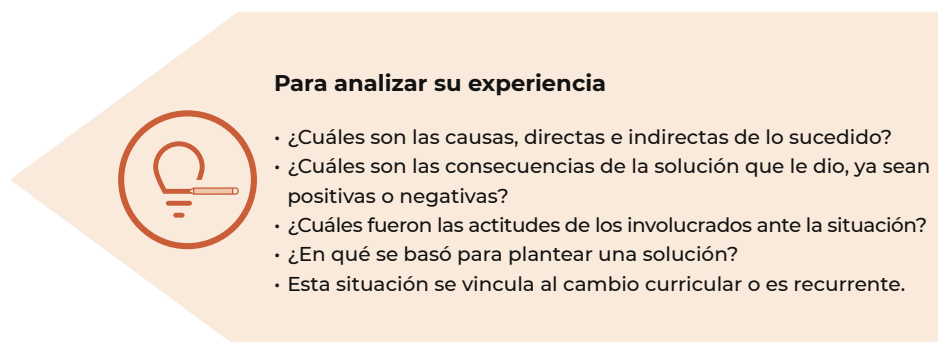 Para analizar su experiencia
• ¿Cuáles son las causas, directas e indirectas de lo sucedido?
• ¿Cuáles son las consecuencias de la solución que le dio, ya sean
positivas o negativas?
• ¿Cuáles fueron las actitudes de los involucrados ante la situación?
• ¿En qué se basó para plantear una solución?
• Esta situación se vincula al cambio curricular o es recurrente.